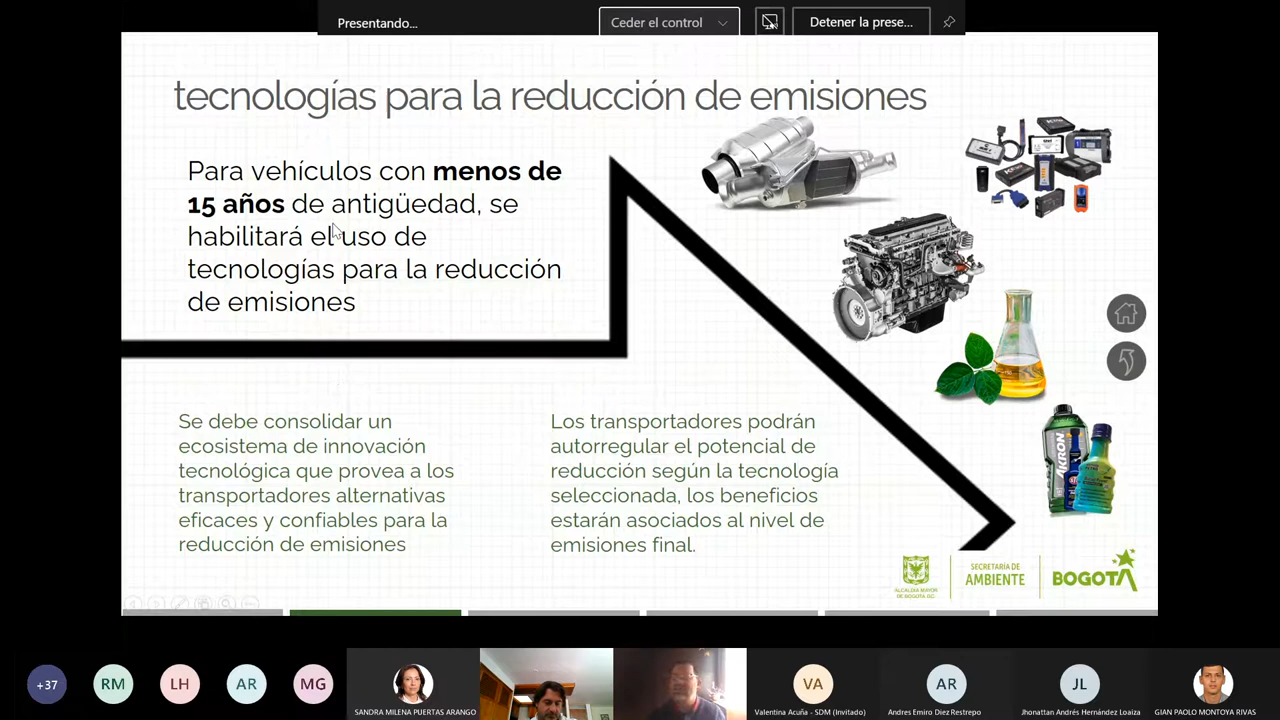 Presentando...
Ceder el control
Detener la prese...
tecnologías para la reducción de emisiones
Para vehículos con menos de
15 años de antigüedad, se
habilitará el uso de
tecnologías para la reducción
de emisiones
Se debe consolidar un
ecosistema de innovación
tecnológica que provea a los
transportadores alternativas
eficaces y confiables para la
reducción de emisiones
Los transportadores podrán
autorregular el potencial de
reducción según la tecnología
seleccionada, los beneficios
estarán asociados al nivel de
emisiones final.
AKRON
ALCALDÍA MAYOR
DE BOGOTÁ D.C.
SECRETARÍA DE
AMBIENTE
BOGOTÁ
+37
RM
LH
AR
MG
SANDRA MILENA PUERTAS ARANGO
VA
Valentina Acuña - SDM (Invitado)
AR
Andres Emiro Diez Restrepo
JL
Jhonattan Andrés Hernández Loaiza
GIAN PAOLO MONTOYA RIVAS